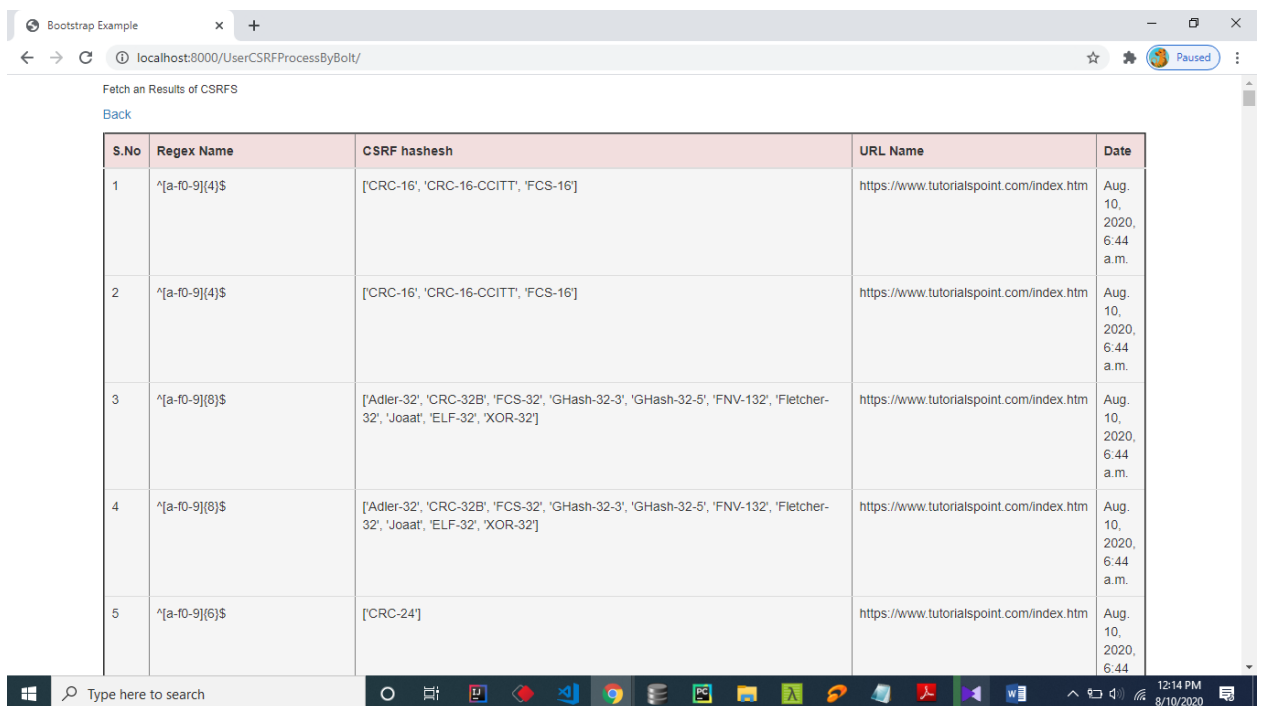 Bootstrap Example
localhost:8000/UserCSRFProcessByBolt/
Paused
Fetch an Results of CSRFS
Back
S.No Regex Name CSRF hashesh URL Name Date
1 ^[a-f0-9]{4}$ ['CRC-16', 'CRC-16-CCITT', 'FCS-16'] https://www.tutorialspoint.com/index.htm Aug.
10,
2020,
6:44
a.m.
2 ^[a-f0-9]{4}$ ['CRC-16', 'CRC-16-CCITT', 'FCS-16'] https://www.tutorialspoint.com/index.htm Aug.
10,
2020,
6:44
a.m.
3 ^[a-f0-9]{8}$ ['Adler-32', 'CRC-32B', 'FCS-32', 'GHash-32-3', 'GHash-32-5', 'FNV-132', 'Fletcher- https://www.tutorialspoint.com/index.htm Aug.
32', 'Joaat', 'ELF-32', 'XOR-32'] 10,
2020,
6:44
a.m.
4 ^[a-f0-9]{8}$ ['Adler-32', 'CRC-32B', 'FCS-32', 'GHash-32-3', 'GHash-32-5', 'FNV-132', 'Fletcher- https://www.tutorialspoint.com/index.htm Aug.
32', 'Joaat', 'ELF-32', 'XOR-32'] 10,
2020,
6:44
a.m.
5 ^[a-f0-9]{6}$ ['CRC-24'] https://www.tutorialspoint.com/index.htm Aug.
10,
2020,
6:44
Type here to search
12:14 PM
8/10/2020